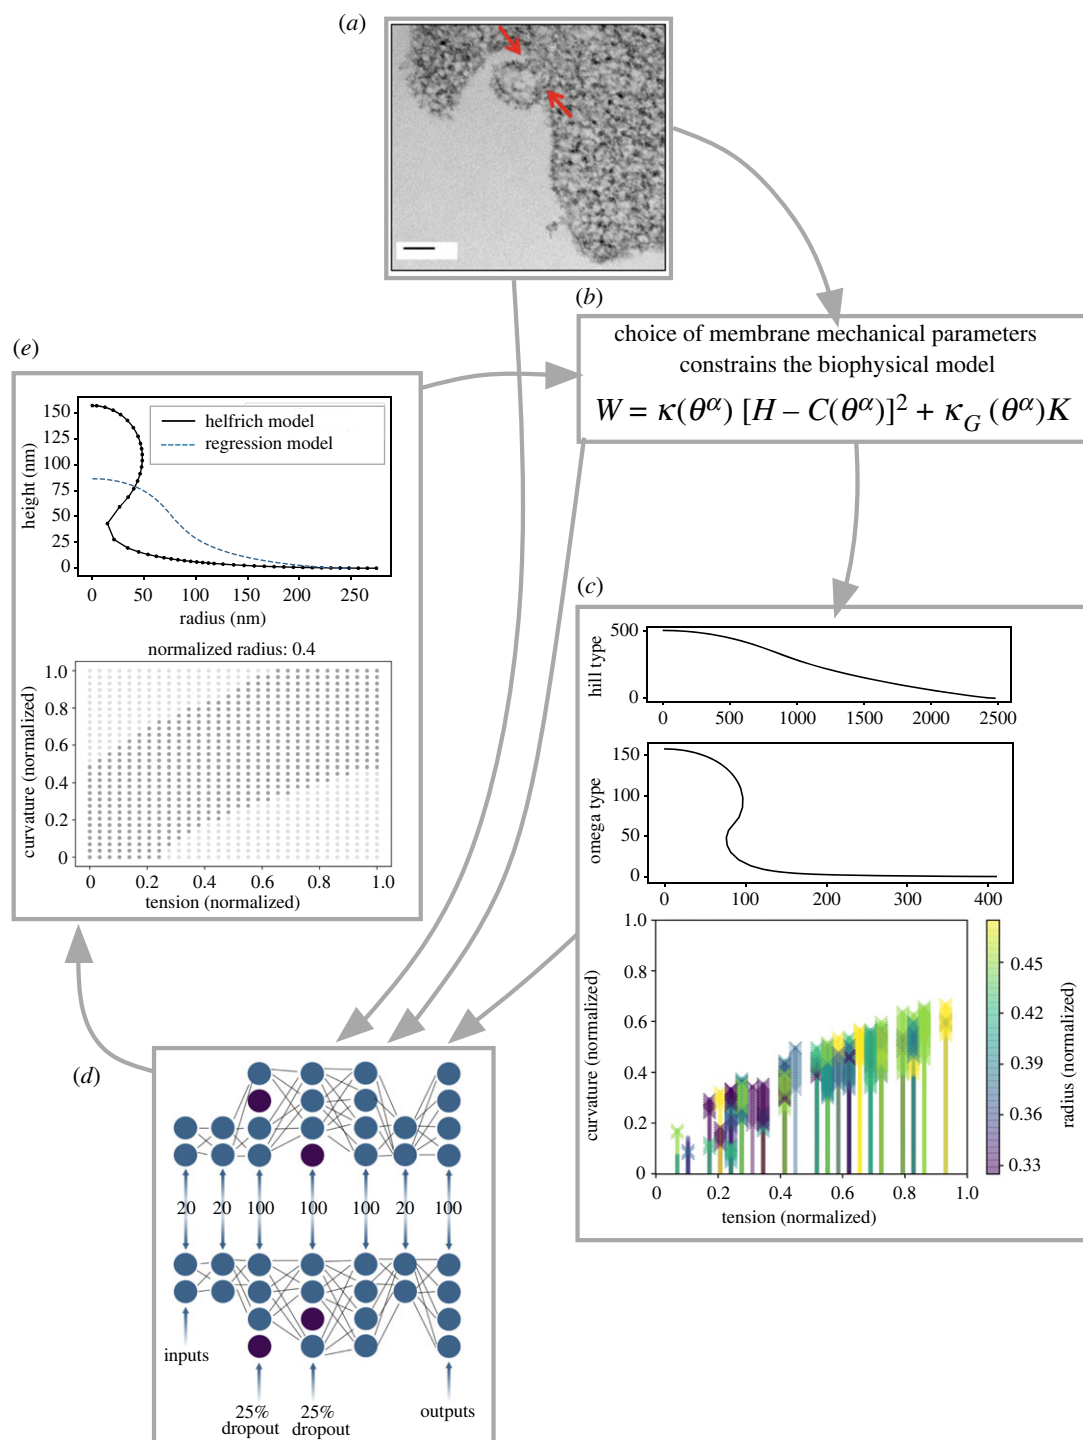 (a)
(b)
choice of membrane mechanical parameters
constrains the biophysical model
W = κ(θ^α) [H – C(θ^α)]² + κ_G (θ^α)K
(e)
helfrich model
regression model
150
125
100
75
50
25
0
height (nm)
0 50 100 150 200 250
radius (nm)
normalized radius: 0.4
1.0
0.8
0.6
0.4
0.2
0
curvature (normalized)
0 0.2 0.4 0.6 0.8 1.0
tension (normalized)
(c)
hill type
500
0
0 500 1000 1500 2000 2500
omega type
150
100
50
0
0 100 200 300 400
curvature (normalized)
1.0
0.8
0.6
0.4
0.2
0
0 0.2 0.4 0.6 0.8 1.0
tension (normalized)
0.45
0.42
0.39
0.36
0.33
radius (normalized)
(d)
20 20 100 100 100 20 100
inputs
25%
dropout
25%
dropout
outputs